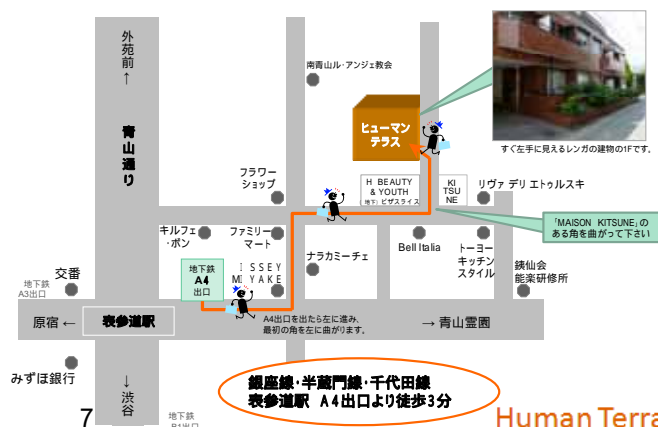 外苑前
↑
青山通り
南青山ル・アンジェ教会
ヒューマン
テラス
すぐ左手に見えるレンガの建物の1Fです。
フラワー
ショップ
H BEAUTY
& YOUTH
(地下) ピザスライス
KI
TSU
NE
リヴァ デリ エトゥルスキ
「MAISON KITSUNE」の
ある角を曲がって下さい
キルフェ
・ボン
ファミリー
マート
ナラカミーチェ
Bell Italia
トーヨー
キッチン
スタイル
銕仙会
能楽研修所
交番
地下鉄
A3出口
地下鉄
A4
出口
ISSEY
MIYAKE
A4出口を出たら左に進み、
最初の角を左に曲がります。
原宿 ←
表参道駅
→ 青山霊園
みずほ銀行
↓
渋谷
銀座線・半蔵門線・千代田線
表参道駅 A4出口より徒歩3分
7
地下鉄
B1出口
Human Terra